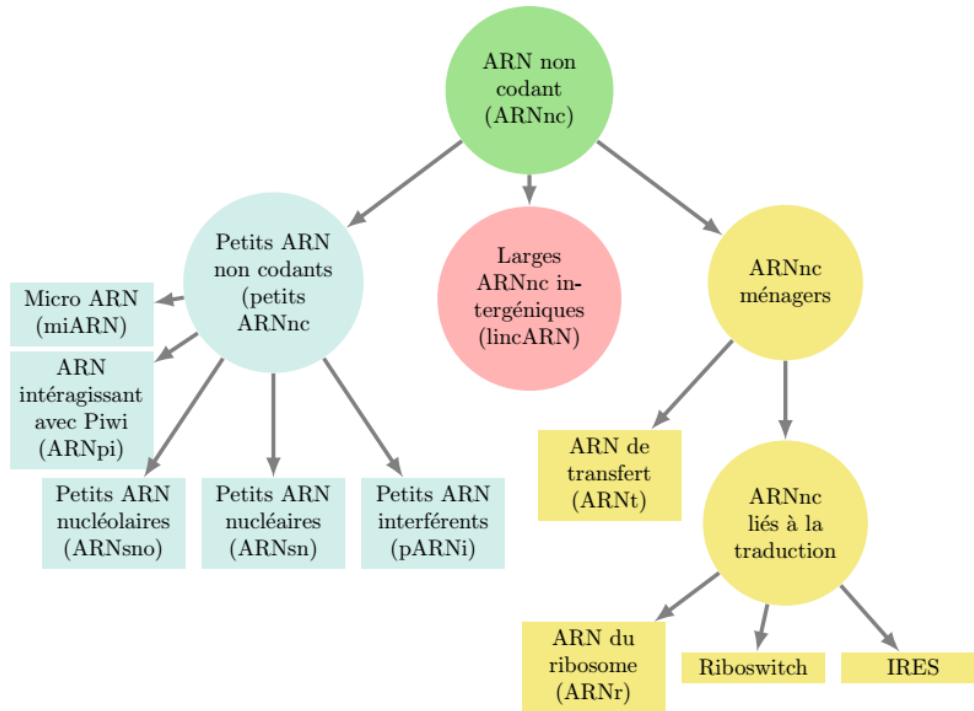 ARN non
codant
(ARNnc)
Petits ARN
non codants
(petits
ARNnc
Larges
ARNnc in-
tergéniques
(lincARN)
ARNnc
ménagers
Micro ARN
(miARN)
ARN
intéragissant
avec Piwi
(ARNpi)
Petits ARN
nucléolaires
(ARNsno)
Petits ARN
nucléaires
(ARNsn)
Petits ARN
interférents
(pARNi)
ARN de
transfert
(ARNt)
ARNnc
liés à la
traduction
ARN du
ribosome
(ARNr)
Riboswitch
IRES